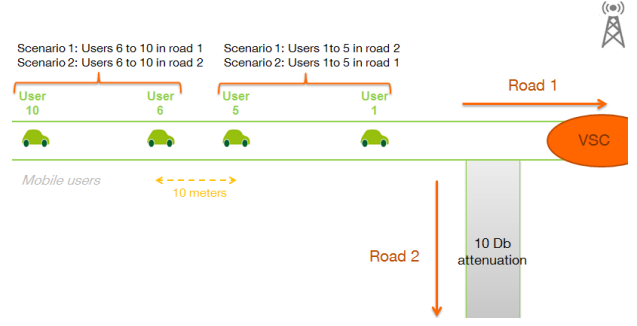 Scenario 1: Users 6 to 10 in road 1
Scenario 2: Users 6 to 10 in road 2
Scenario 1: Users 1to 5 in road 2
Scenario 2: Users 1to 5 in road 1
Road 1
User
10
User
6
User
5
User
1
VSC
Mobile users
10 meters
Road 2
10 Db
attenuation